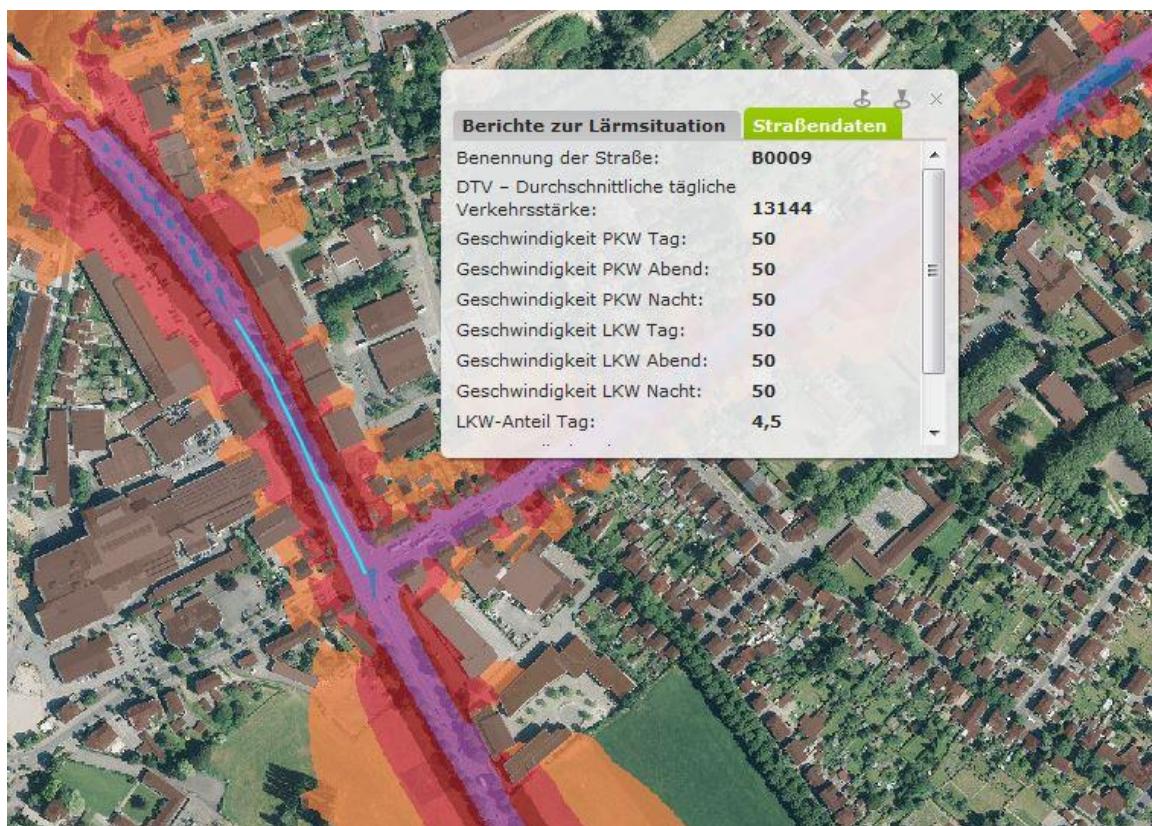 Berichte zur Lärmsituation Straßendaten
Benennung der Straße: B0009
DTV – Durchschnittliche tägliche
Verkehrsstärke: 13144
Geschwindigkeit PKW Tag: 50
Geschwindigkeit PKW Abend: 50
Geschwindigkeit PKW Nacht: 50
Geschwindigkeit LKW Tag: 50
Geschwindigkeit LKW Abend: 50
Geschwindigkeit LKW Nacht: 50
LKW-Anteil Tag: 4,5